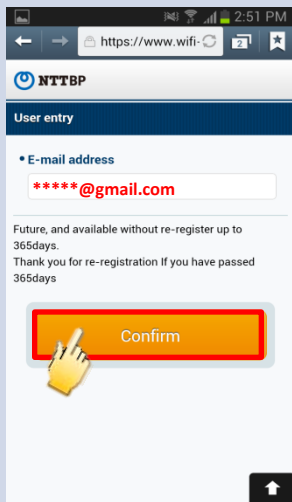 2:51 PM
https://www.wifi-
2
NTTBP
User entry
• E-mail address
*****@gmail.com
Future, and available without re-register up to
365days.
Thank you for re-registration If you have passed
365days
Confirm